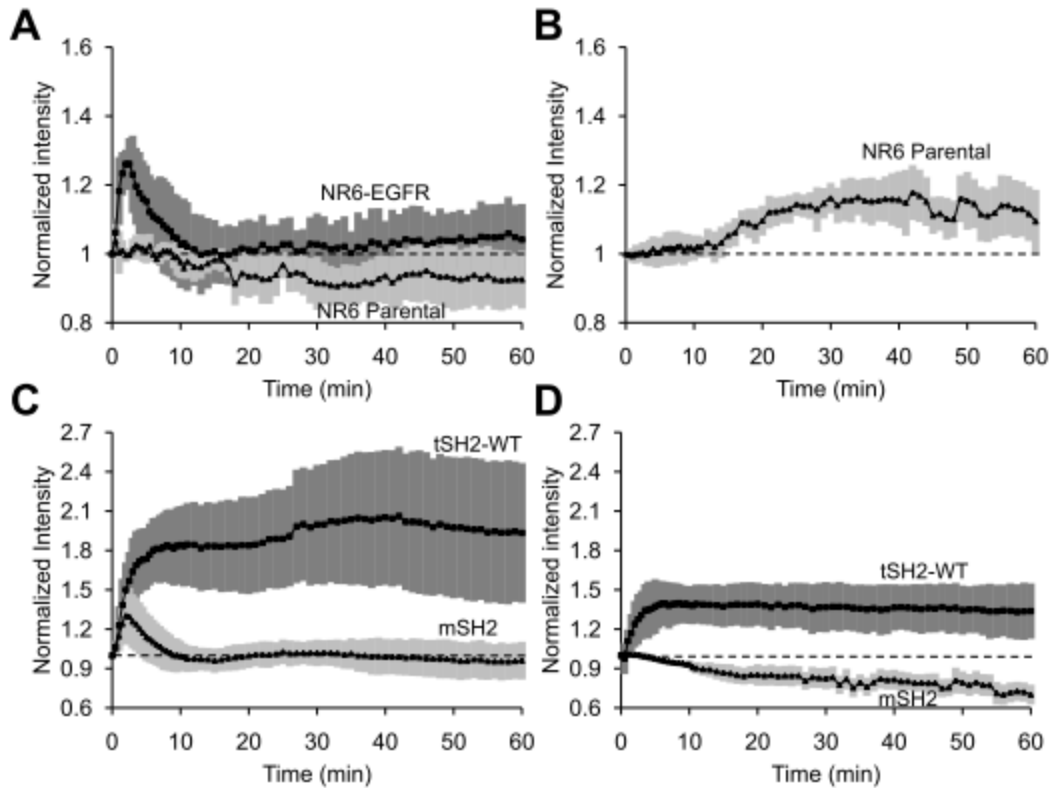 A
B
Normalized intensity
1.6
1.4
1.2
1
0.8
NR6-EGFR
NR6 Parental
0 10 20 30 40 50 60
Time (min)
Normalized Intensity
1.6
1.4
1.2
1
0.8
NR6 Parental
0 10 20 30 40 50 60
Time (min)
C
D
Normalized Intensity
2.7
2.4
2.1
1.8
1.5
1.2
0.9
0.6
tSH2-WT
mSH2
0 10 20 30 40 50 60
Time (min)
Normalized intensity
2.7
2.4
2.1
1.8
1.5
1.2
0.9
0.6
tSH2-WT
mSH2
0 10 20 30 40 50 60
Time (min)